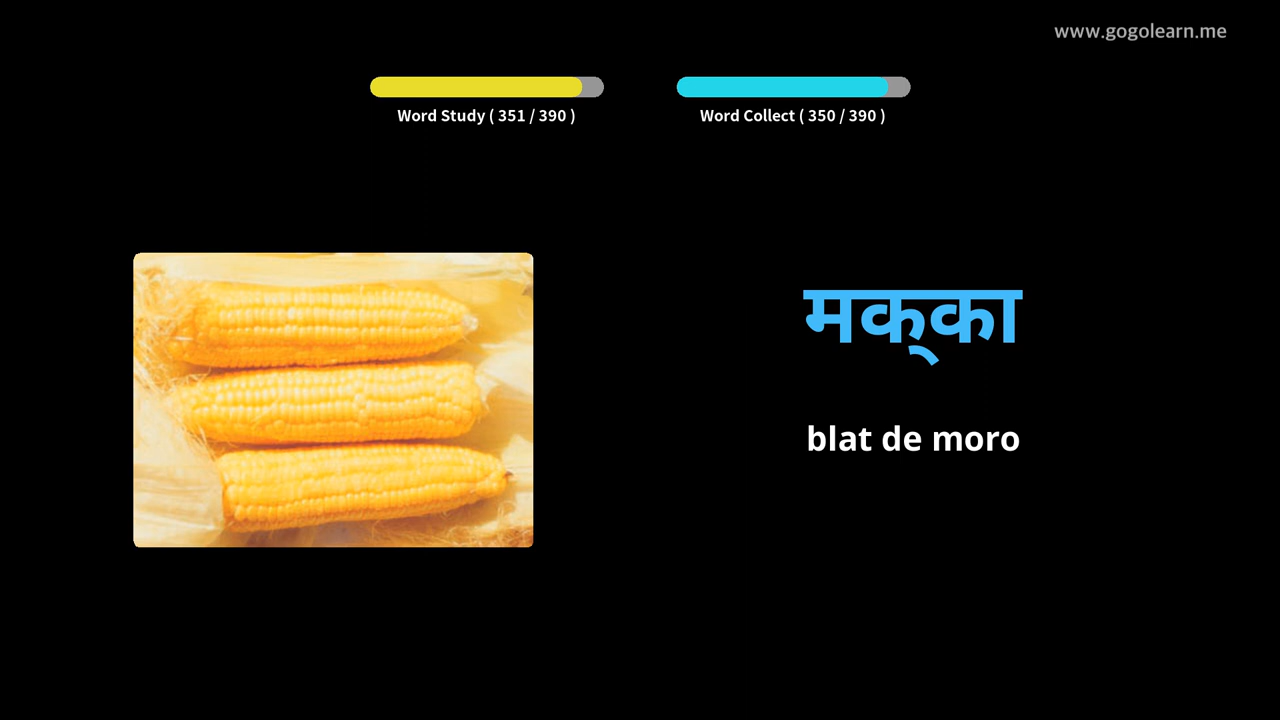 www.gogolearn.me
Word Study ( 351 / 390 )
Word Collect ( 350 / 390 )
मक्‌का
blat de moro